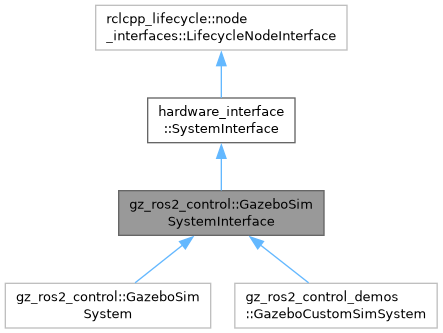 rclcpp_lifecycle::node
_interfaces::LifecycleNodeInterface
hardware_interface
::SystemInterface
gz_ros2_control::GazeboSim
SystemInterface
gz_ros2_control::GazeboSim
System
gz_ros2_control_demos
::GazeboCustomSimSystem